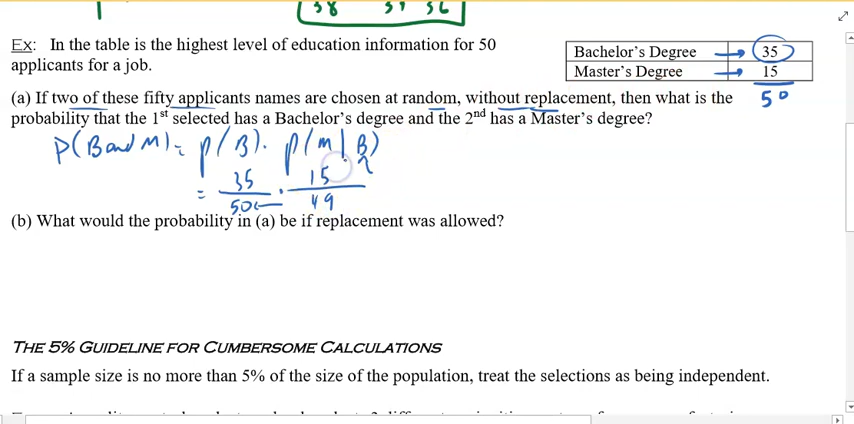 38 37 36
Ex: In the table is the highest level of education information for 50
applicants for a job.
Bachelor's Degree 35
Master's Degree 15
50
(a) If two of these fifty applicants names are chosen at random, without replacement, then what is the
probability that the 1st selected has a Bachelor's degree and the 2nd has a Master's degree?
P(B and M) = P(B) · P(M|B)
= 35/50 · 15/49
(b) What would the probability in (a) be if replacement was allowed?
THE 5% GUIDELINE FOR CUMBERSOME CALCULATIONS
If a sample size is no more than 5% of the size of the population, treat the selections as being independent.